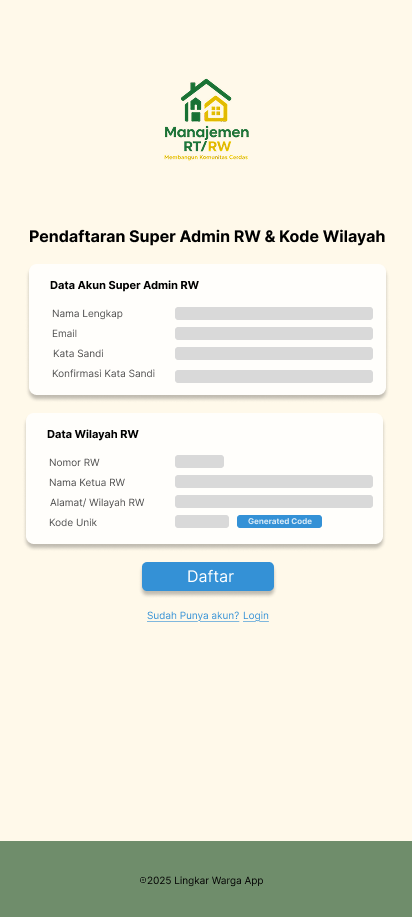 Manajemen
RT/RW
Membangun Komunitas Cerdas
Pendaftaran Super Admin RW & Kode Wilayah
Data Akun Super Admin RW
Nama Lengkap
Email
Kata Sandi
Konfirmasi Kata Sandi
Data Wilayah RW
Nomor RW
Nama Ketua RW
Alamat/ Wilayah RW
Kode Unik Generated Code
Daftar
Sudah Punya akun? Login
©2025 Lingkar Warga App